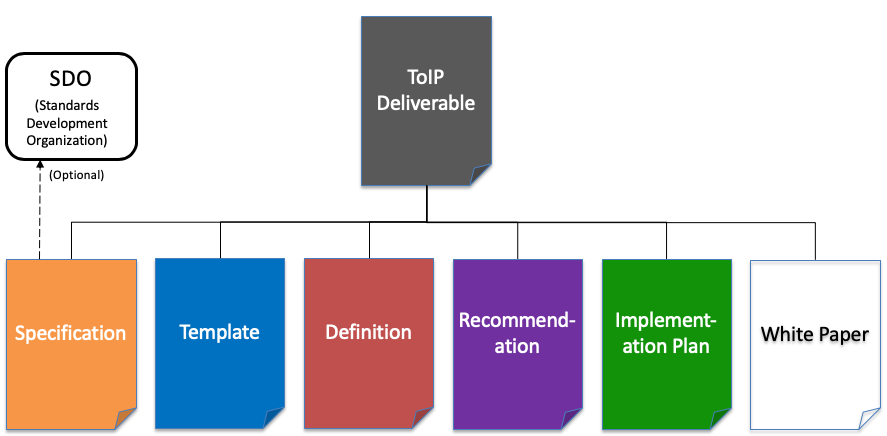 ToIP
Deliverable
SDO
(Standards
Development
Organization)
(Optional)
Specification
Template
Definition
Recommend-
ation
Implement-
ation Plan
White Paper